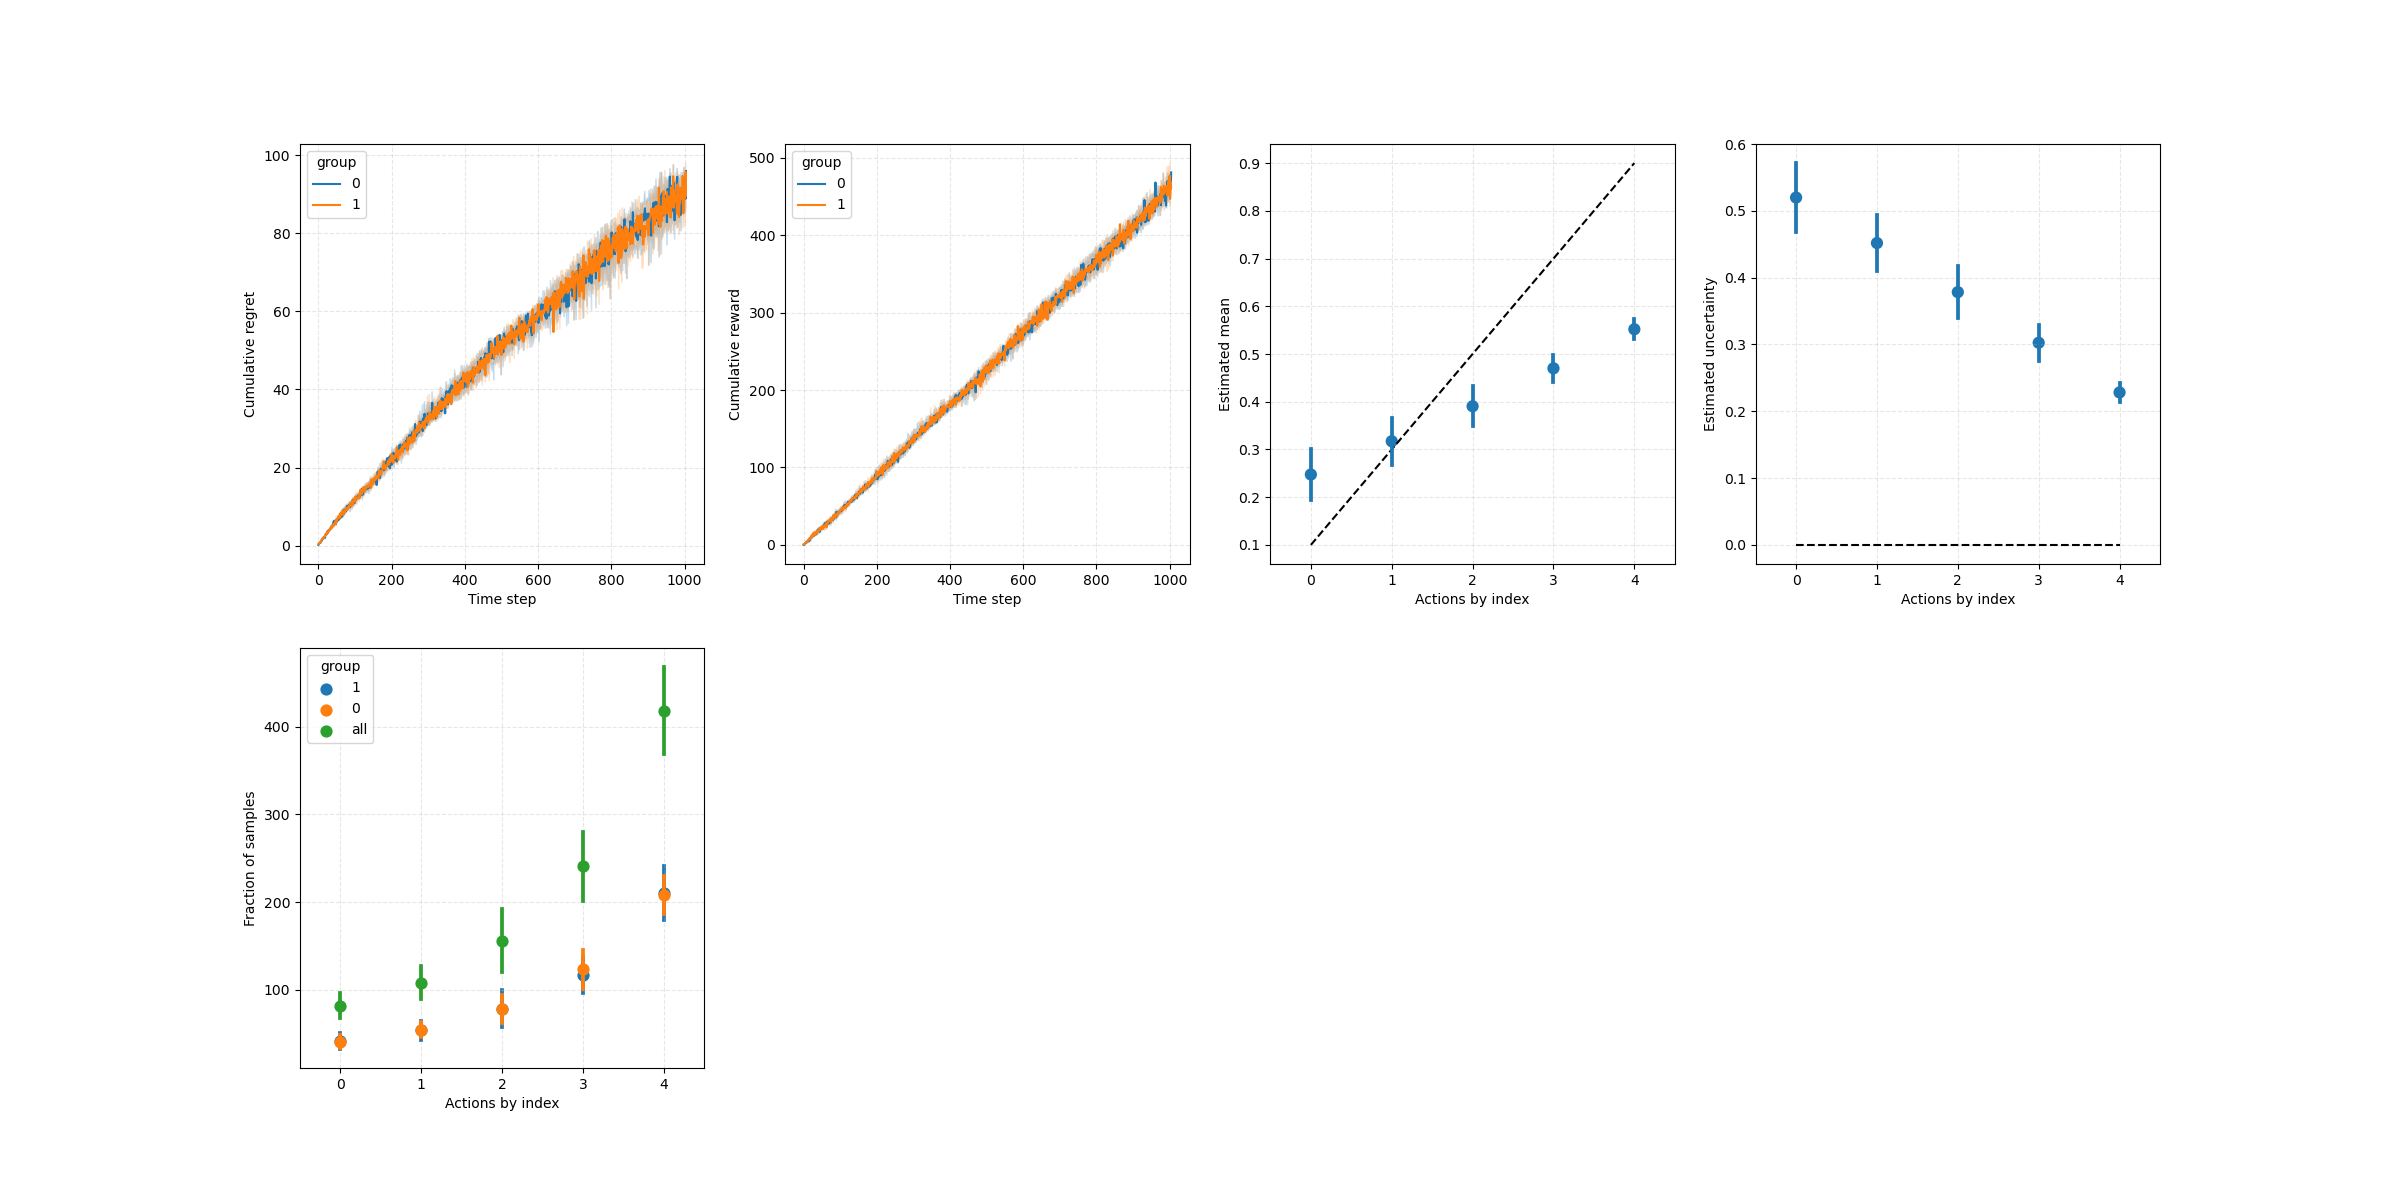 group
0
1
100
80
60
40
20
0
Cumulative regret
0 200 400 600 800 1000
Time step
group
0
1
500
400
300
200
100
0
Cumulative reward
0 200 400 600 800 1000
Time step
0.9
0.8
0.7
0.6
0.5
0.4
0.3
0.2
0.1
Estimated mean
0 1 2 3 4
Actions by index
0.6
0.5
0.4
0.3
0.2
0.1
0.0
Estimated uncertainty
0 1 2 3 4
Actions by index
group
1
0
all
400
300
200
100
Fraction of samples
0 1 2 3 4
Actions by index